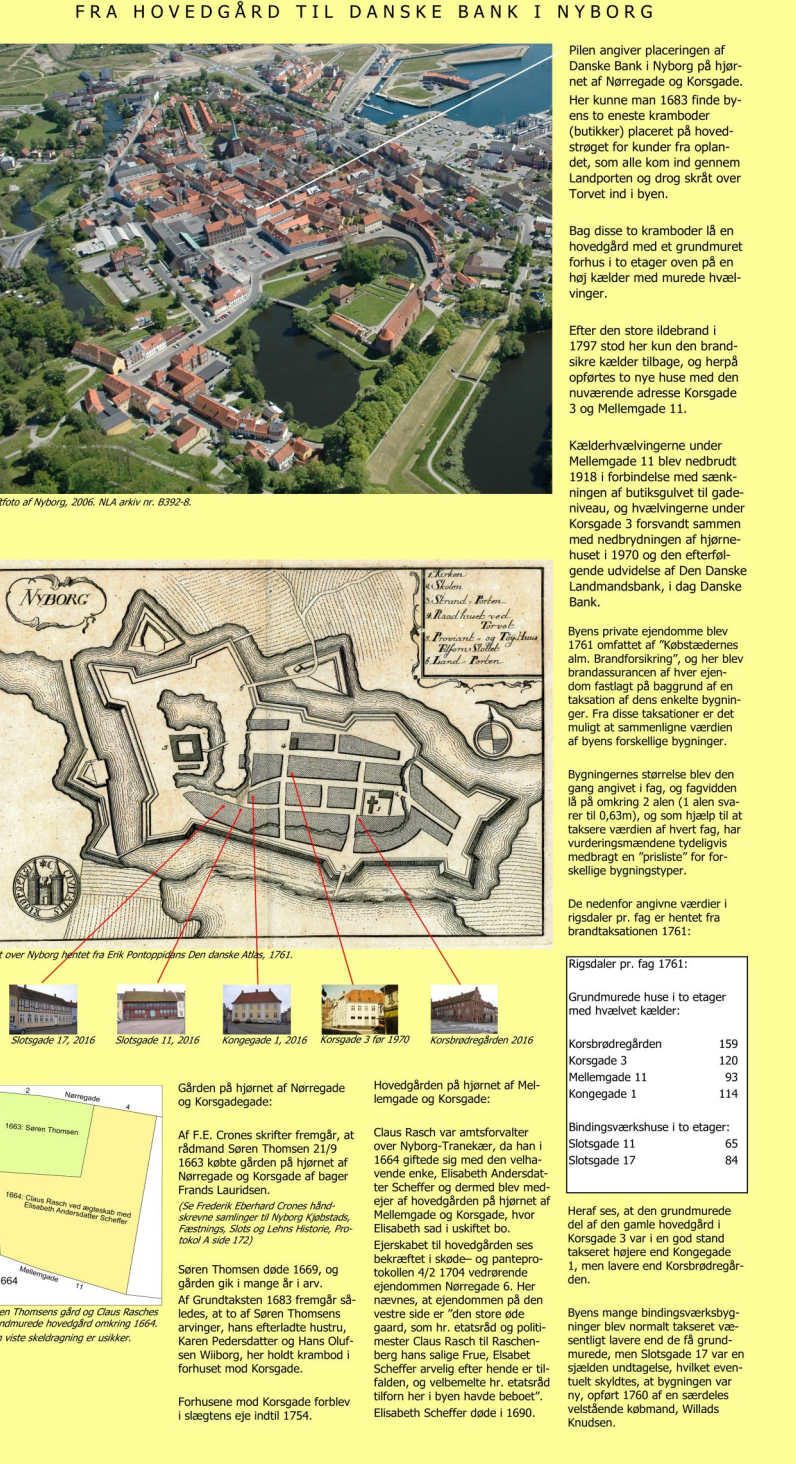 FRA HOVEDGÅRD TIL DANSKE BANK I NYBORG
Pilen angiver placeringen af
Danske Bank i Nyborg på hjør-
net af Nørregade og Korsgade.
Her kunne man 1683 finde by-
ens to eneste kramboder
(butikker) placeret på hoved-
strøget for kunder fra oplan-
det, som alle kom ind gennem
Landporten og drog skråt over
Torvet ind i byen.
Bag disse to kramboder lå en
hovedgård med et grundmuret
forhus i to etager oven på en
høj kælder med murede hvæl-
vinger.
Efter den store ildebrand i
1797 stod her kun den brand-
sikre kælder tilbage, og herpå
opførtes to nye huse med den
nuværende adresse Korsgade
3 og Mellemgade 11.
Kælderhvælvingerne under
Mellemgade 11 blev nedbrudt
1918 i forbindelse med sænk-
ningen af butiksgulvet til gade-
niveau, og hvælvingerne under
Korsgade 3 forsvandt sammen
med nedbrydningen af hjørne-
huset i 1970 og den efterføl-
gende udvidelse af Den Danske
Landmandsbank, i dag Danske
Bank.
Byens private ejendomme blev
1761 omfattet af ”Købstædernes
alm. Brandforsikring”, og her blev
brandassurancen af hver ejen-
dom fastlagt på baggrund af en
taksation af dens enkelte bygnin-
ger. Fra disse taksationer er det
muligt at sammenligne værdien
af byens forskellige bygninger.
Bygningernes størrelse blev den
gang angivet i fag, og fagvidden
lå på omkring 2 alen (1 alen sva-
rer til 0,63m), og som hjælp til at
taksere værdien af hvert fag, har
vurderingsmændene tydeligvis
medbragt en ”prisliste” for for-
skellige bygningstyper.
De nedenfor angivne værdier i
rigsdaler pr. fag er hentet fra
brandtaksationen 1761:
Rigsdaler pr. fag 1761:
Grundmurede huse i to etager
med hvælvet kælder:
Korsbrødregården 159
Korsgade 3 120
Mellemgade 11 93
Kongegade 1 114
Bindingsværkshuse i to etager:
Slotsgade 11 65
Slotsgade 17 84
Heraf ses, at den grundmurede
del af den gamle hovedgård i
Korsgade 3 var i en god stand
takseret højere end Kongegade
1, men lavere end Korsbrødregår-
den.
Byens mange bindingsværksbyg-
ninger blev normalt takseret væ-
sentligt lavere end de få grund-
murede, men Slotsgade 17 var en
sjælden undtagelse, hvilket even-
tuelt skyldtes, at bygningen var
ny, opført 1760 af en særdeles
velstående købmand, Willads
Knudsen.
tfoto af Nyborg, 2006. NLA arkiv nr. B392-8.
NYBORG
1. Kirken
2. Skolen
3. Strand-Porten
4. Raadhuset ved
Torvet
5. Proviant- og Töÿ Huus
Tilforn Slottet
6. Land-Porten
t over Nyborg hentet fra Erik Pontoppidans Den danske Atlas, 1761.
Slotsgade 17, 2016
Slotsgade 11, 2016
Kongegade 1, 2016
Korsgade 3 før 1970
Korsbrødregården 2016
2 Nørregade 4
1663: Søren Thomsen
1664: Claus Rasch ved ægteskab med
Elisabeth Andersdatter Scheffer
664
Mellemgade 11
en Thomsens gård og Claus Rasches
ndmurede hovedgård omkring 1664.
n viste skeldragning er usikker.
Gården på hjørnet af Nørregade
og Korsgadegade:
Af F.E. Crones skrifter fremgår, at
rådmand Søren Thomsen 21/9
1663 købte gården på hjørnet af
Nørregade og Korsgade af bager
Frands Lauridsen.
(Se Frederik Eberhard Crones hånd-
skrevne samlinger til Nyborg Kjøbstads,
Fæstnings, Slots og Lehns Historie, Pro-
tokol A side 172)
Søren Thomsen døde 1669, og
gården gik i mange år i arv.
Af Grundtaksten 1683 fremgår så-
ledes, at to af Søren Thomsens
arvinger, hans efterladte hustru,
Karen Pedersdatter og Hans Oluf-
sen Wiiborg, her holdt krambod i
forhuset mod Korsgade.
Forhusene mod Korsgade forblev
i slægtens eje indtil 1754.
Hovedgården på hjørnet af Mel-
lemgade og Korsgade:
Claus Rasch var amtsforvalter
over Nyborg-Tranekær, da han i
1664 giftede sig med den velha-
vende enke, Elisabeth Andersdat-
ter Scheffer og dermed blev med-
ejer af hovedgården på hjørnet af
Mellemgade og Korsgade, hvor
Elisabeth sad i uskiftet bo.
Ejerskabet til hovedgården ses
bekræftet i skøde– og pantepro-
tokollen 4/2 1704 vedrørende
ejendommen Nørregade 6. Her
nævnes, at ejendommen på den
vestre side er ”den store øde
gaard, som hr. etatsråd og politi-
mester Claus Rasch til Raschen-
berg hans salige Frue, Elsabet
Scheffer arvelig efter hende er til-
falden, og velbemelte hr. etatsråd
tilforn her i byen havde beboet”.
Elisabeth Scheffer døde i 1690.